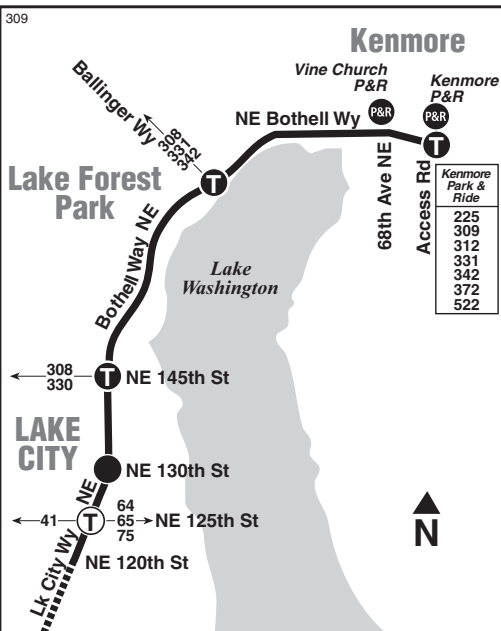 309
Kenmore
Vine Church
P&R
Kenmore
P&R
P&R
P&R
Ballinger Wy
308
331
342
NE Bothell Wy
T
T
68th Ave NE
Access Rd
Kenmore
Park &
Ride
225
309
312
331
342
372
522
Lake Forest
Park
Bothell Way NE
Lake
Washington
308
330
T
NE 145th St
LAKE
CITY
NE 130th St
41
T
64
65
75
NE 125th St
NE 120th St
Lk City Wy NE
N